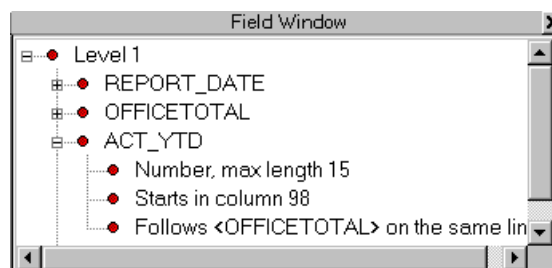 Field Window
Level 1
REPORT_DATE
OFFICETOTAL
ACT_YTD
Number, max length 15
Starts in column 98
Follows <OFFICETOTAL> on the same lin